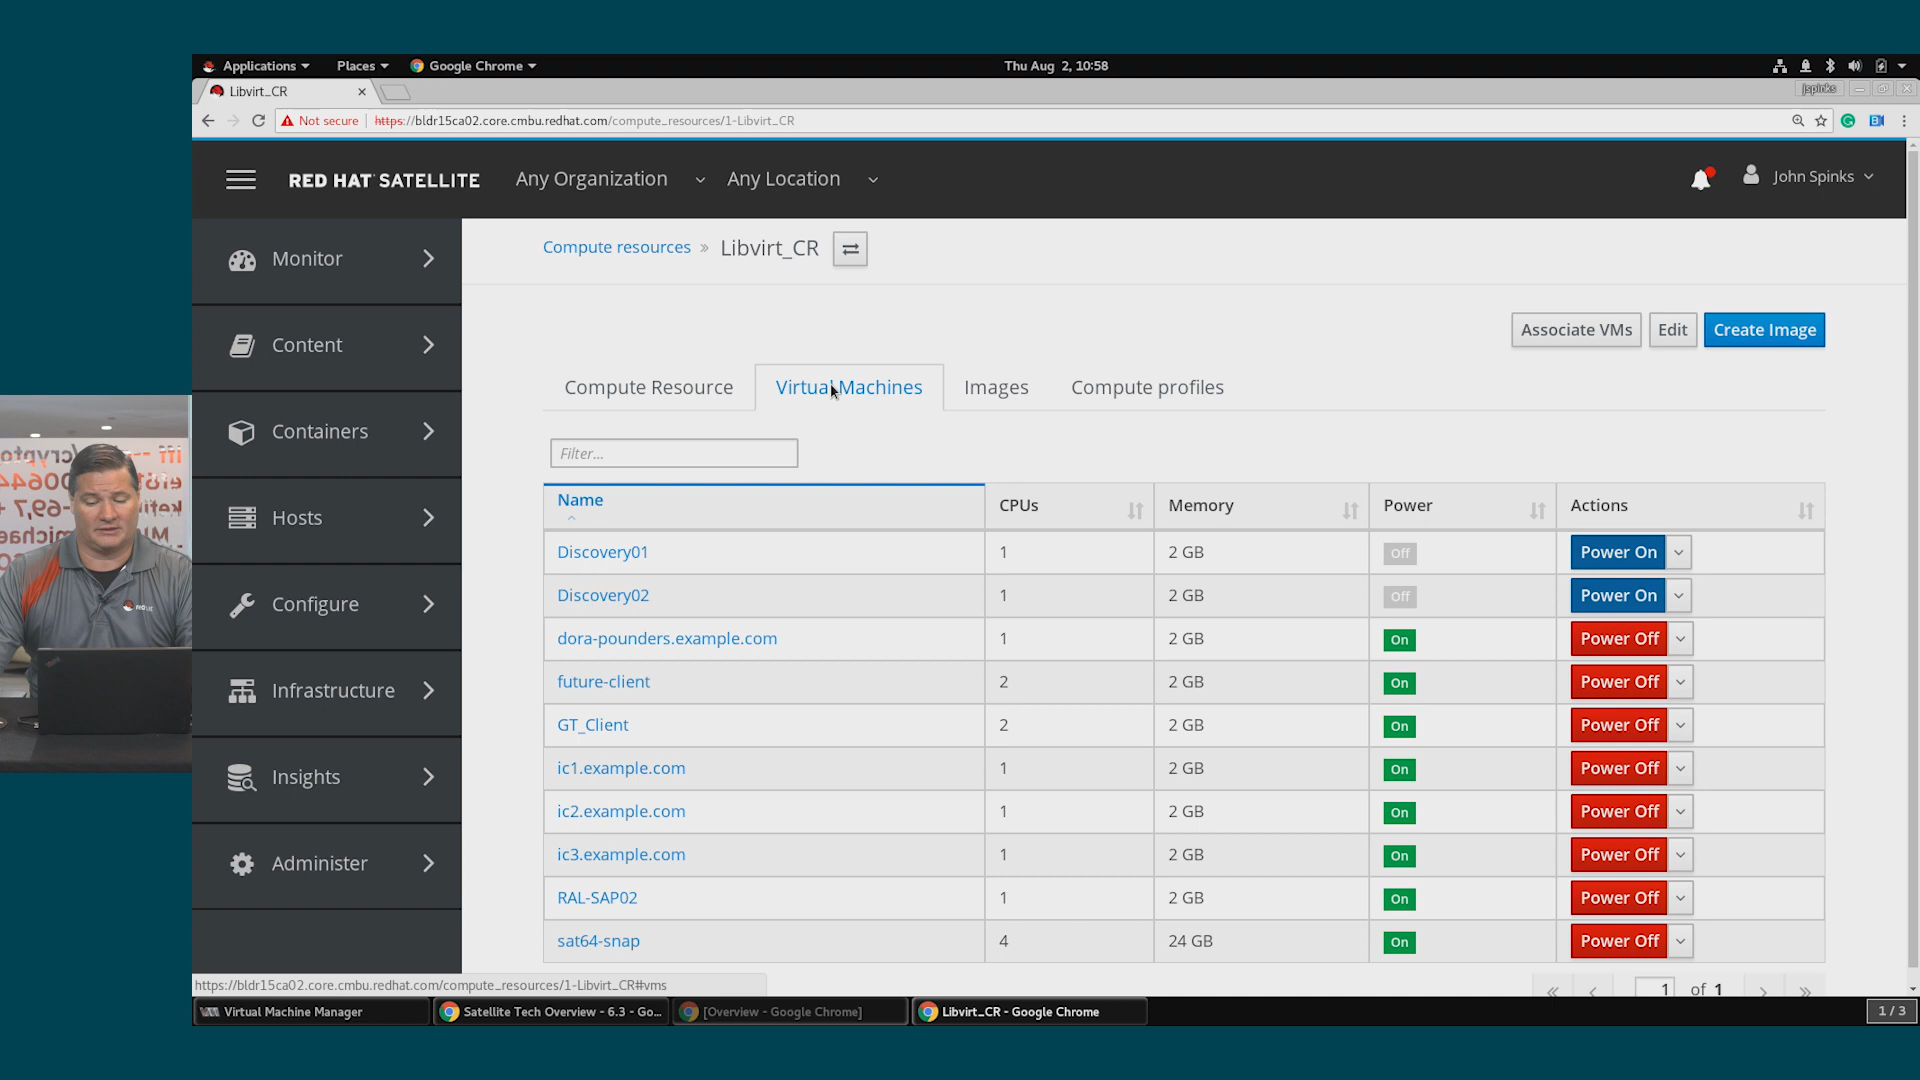 Applications
Places
Google Chrome
Thu Aug 2, 10:58
Libvirt_CR
jspinks
Not secure
https://bldr15ca02.core.cmbu.redhat.com/compute_resources/1-Libvirt_CR
RED HAT SATELLITE
Any Organization
Any Location
John Spinks
Monitor
Content
Containers
Hosts
Configure
Infrastructure
Insights
Administer
Compute resources » Libvirt_CR
Associate VMs
Edit
Create Image
Compute Resource
Virtual Machines
Images
Compute profiles
Filter...
Name CPUs Memory Power Actions
Discovery01 1 2 GB Off Power On
Discovery02 1 2 GB Off Power On
dora-pounders.example.com 1 2 GB On Power Off
future-client 2 2 GB On Power Off
GT_Client 2 2 GB On Power Off
ic1.example.com 1 2 GB On Power Off
ic2.example.com 1 2 GB On Power Off
ic3.example.com 1 2 GB On Power Off
RAL-SAP02 1 2 GB On Power Off
sat64-snap 4 24 GB On Power Off
« ‹ 1 of 1 › »
https://bldr15ca02.core.cmbu.redhat.com/compute_resources/1-Libvirt_CR#vms
Virtual Machine Manager
Satellite Tech Overview - 6.3 - Go...
[Overview - Google Chrome]
Libvirt_CR - Google Chrome
1 / 3